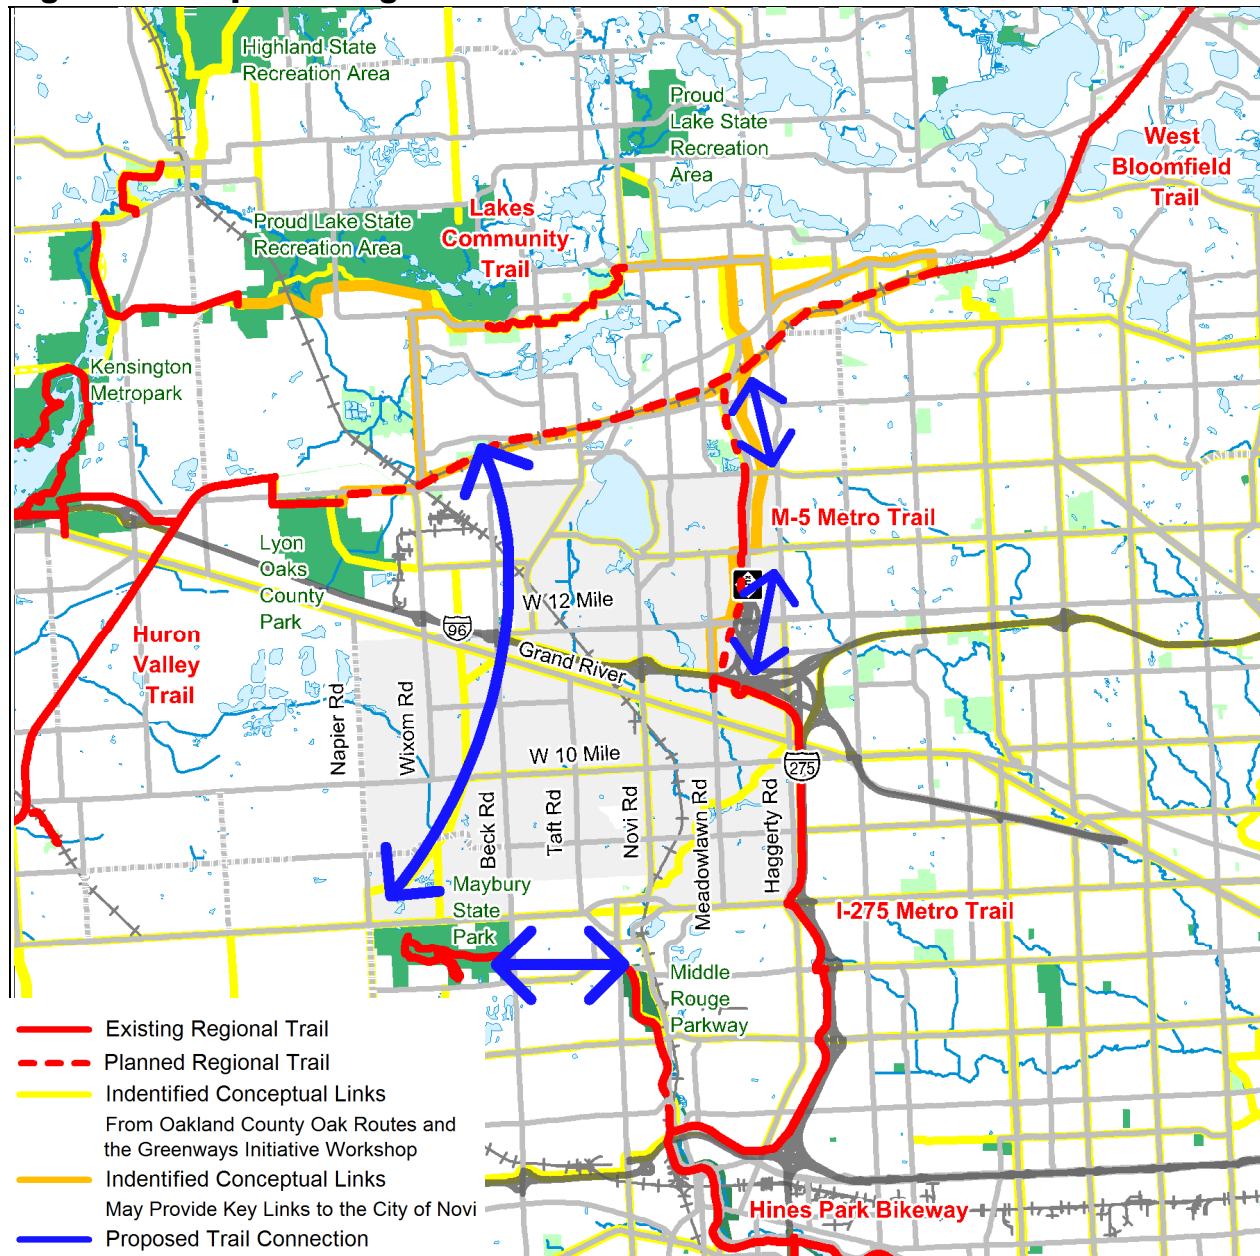 Highland State
Recreation Area
Proud
Lake State
Recreation
Area
West
Bloomfield
Trail
Lakes
Community
Trail
Proud Lake State
Recreation Area
Kensington
Metropark
M-5 Metro Trail
Lyon
Oaks
County
Park
W 12 Mile
96
Grand River
Huron
Valley
Trail
Napier Rd
Wixom Rd
W 10 Mile
275
Beck Rd
Taft Rd
Novi Rd
Meadowlawn Rd
Haggerty Rd
Maybury
State
Park
I-275 Metro Trail
Middle
Rouge
Parkway
Existing Regional Trail
Planned Regional Trail
Indentified Conceptual Links
From Oakland County Oak Routes and
the Greenways Initiative Workshop
Indentified Conceptual Links
May Provide Key Links to the City of Novi
Proposed Trail Connection
Hines Park Bikeway